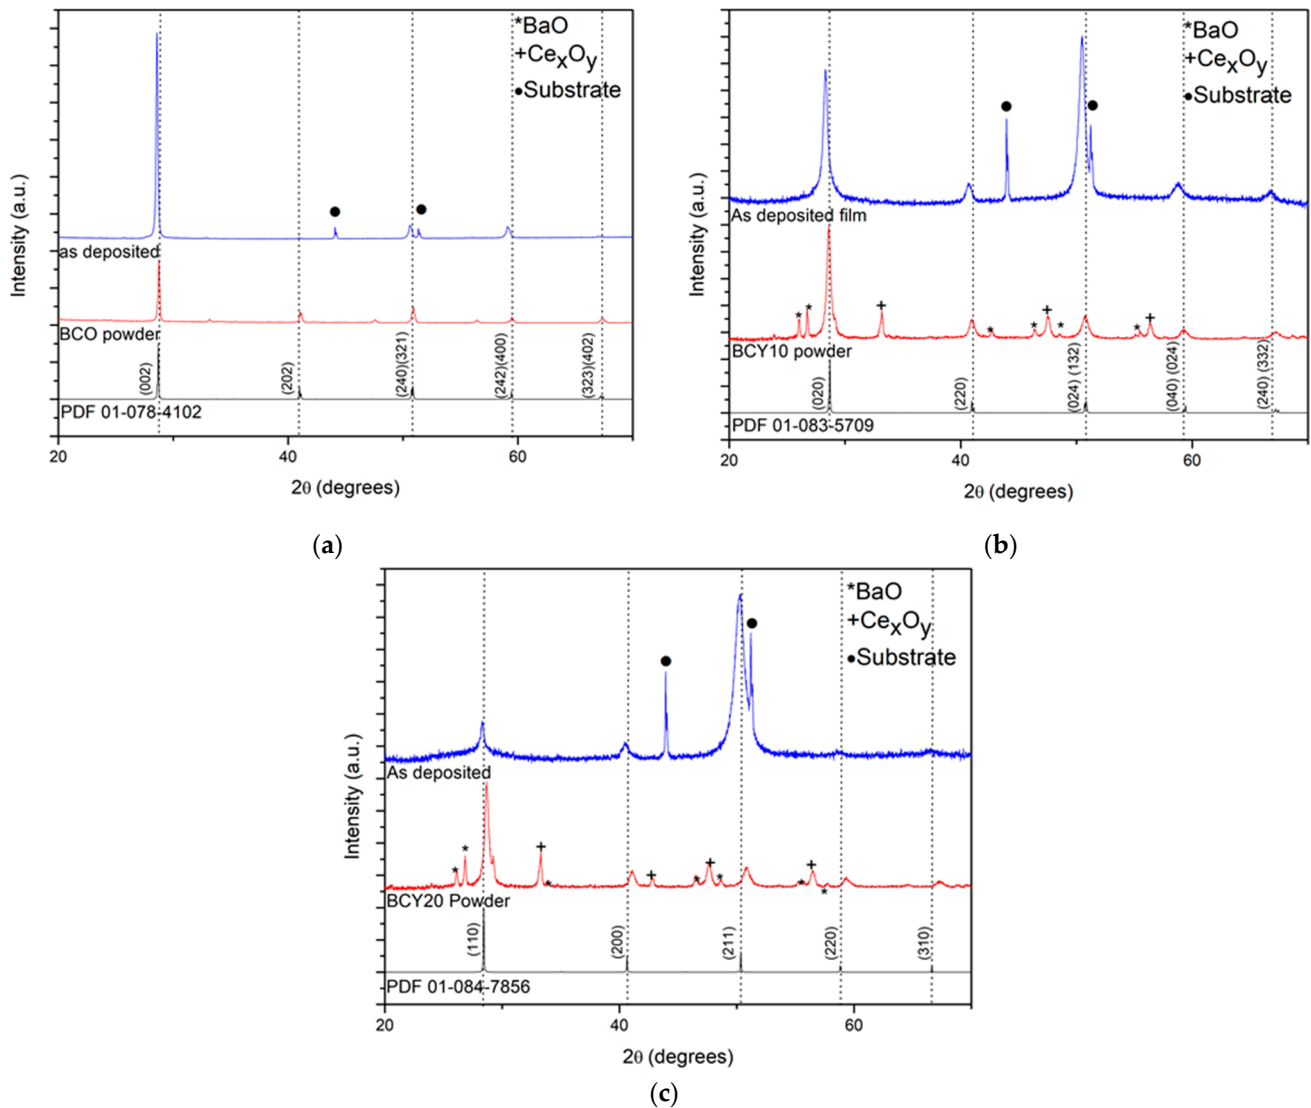 *BaO
+CexOy
●Substrate
Intensity (a.u.)
as deposited
BCO powder
(002)
(202)
(240)(321)
(242)(400)
(323)(402)
PDF 01-078-4102
20
40
60
2θ (degrees)
(a)
*BaO
+CexOy
●Substrate
Intensity (a.u.)
As deposited film
* * + * * + * * +
BCY10 powder
(020)
(220)
(024) (132)
(040) (024)
(240) (332)
PDF 01-083-5709
20
40
60
2θ (degrees)
(b)
*BaO
+CexOy
●Substrate
Intensity (a.u.)
As deposited
* * + * + * + * * + *
BCY20 Powder
(110)
(200)
(211)
(220)
(310)
PDF 01-084-7856
20
40
60
2θ (degrees)
(c)